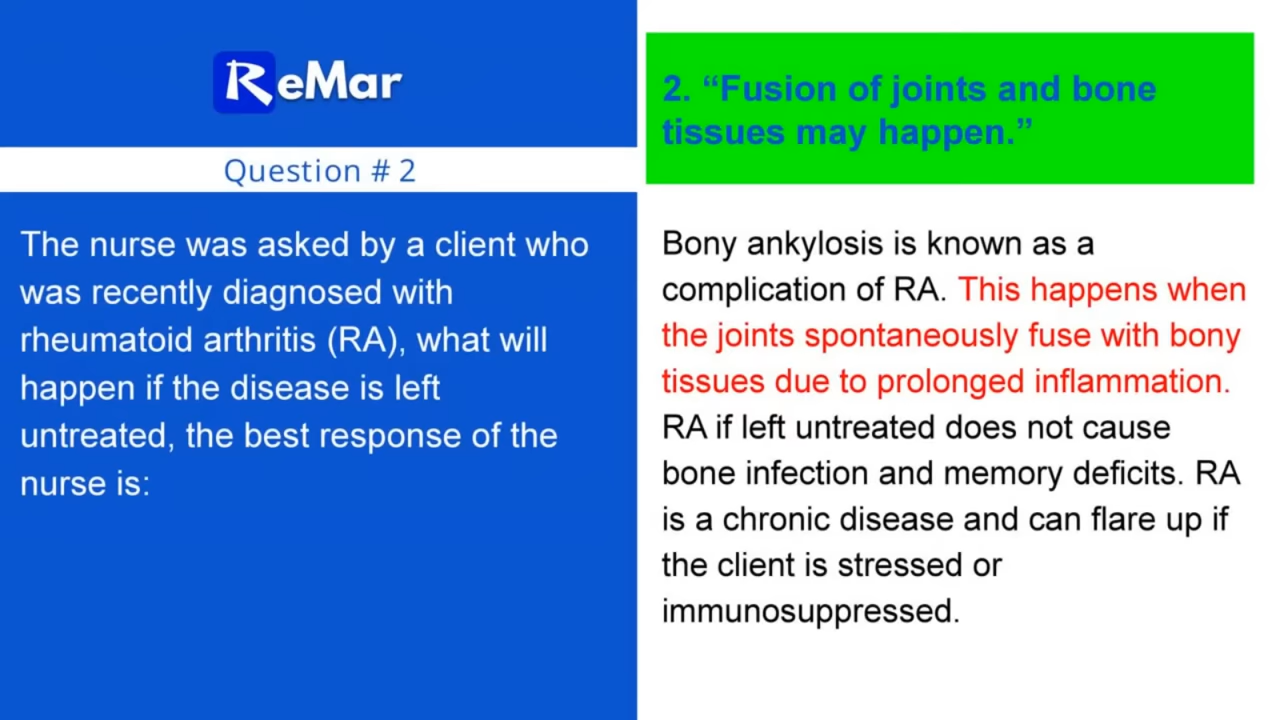 ReMar
Question # 2
The nurse was asked by a client who
was recently diagnosed with
rheumatoid arthritis (RA), what will
happen if the disease is left
untreated, the best response of the
nurse is:
2. “Fusion of joints and bone
tissues may happen.”
Bony ankylosis is known as a
complication of RA. This happens when
the joints spontaneously fuse with bony
tissues due to prolonged inflammation.
RA if left untreated does not cause
bone infection and memory deficits. RA
is a chronic disease and can flare up if
the client is stressed or
immunosuppressed.